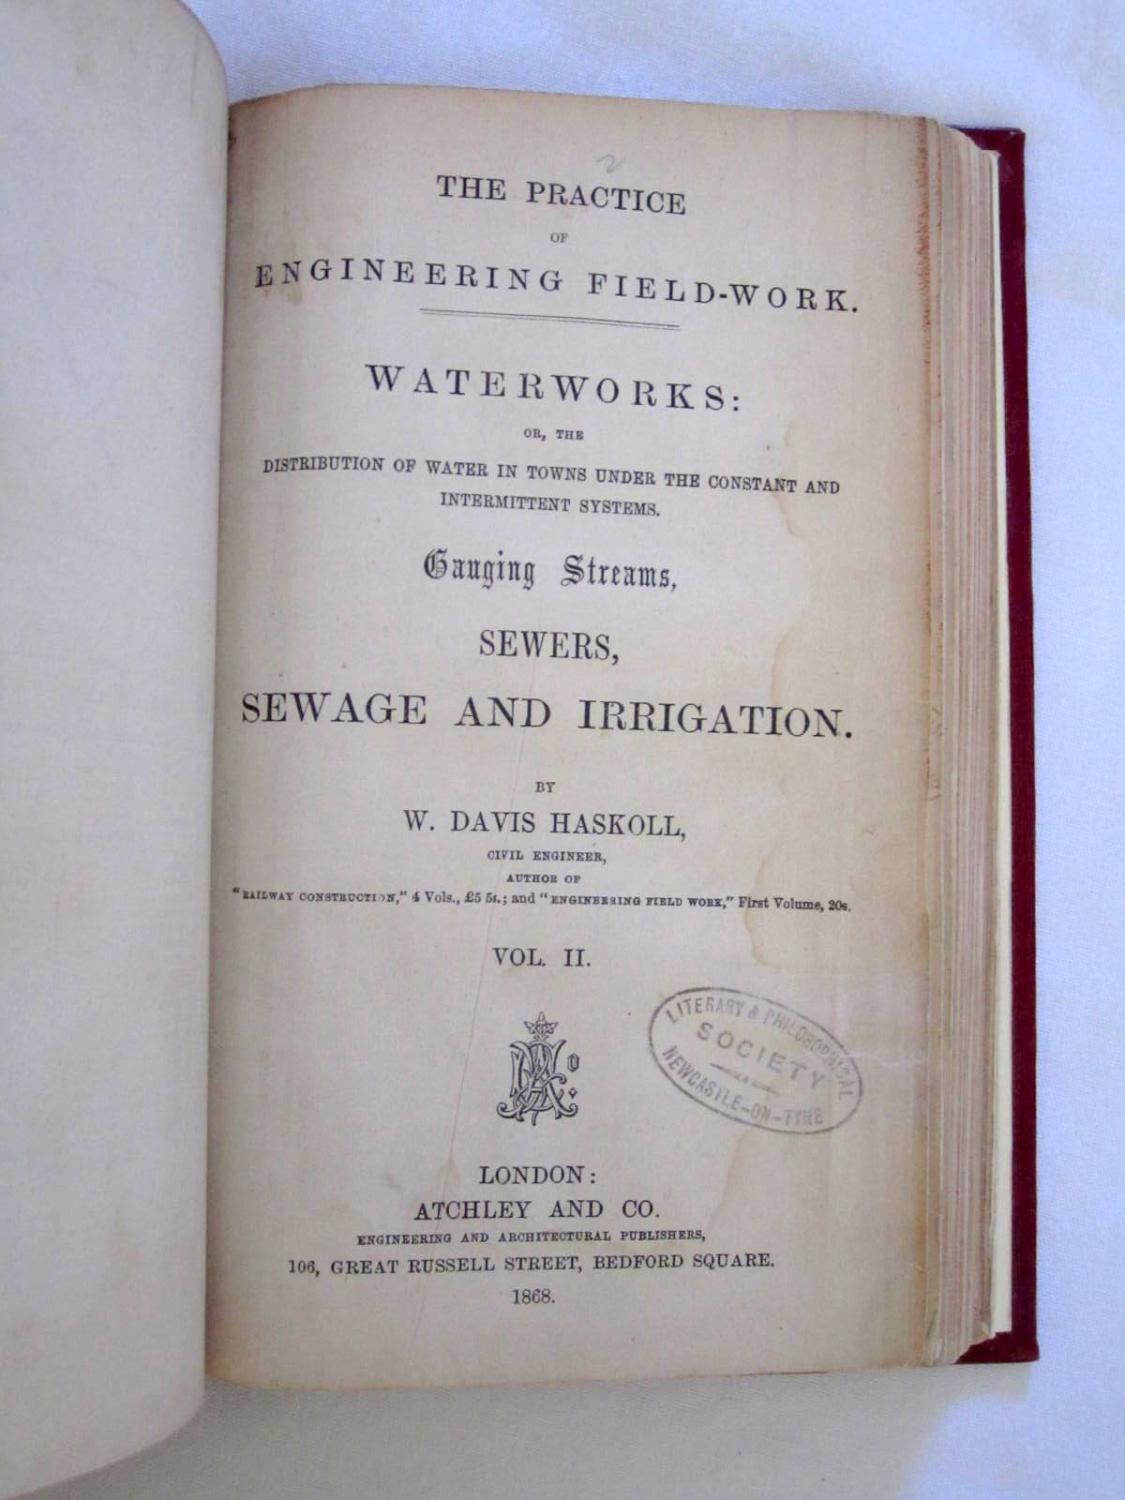 2
THE PRACTICE
OF
ENGINEERING FIELD-WORK.
WATERWORKS:
OR, THE
DISTRIBUTION OF WATER IN TOWNS UNDER THE CONSTANT AND
INTERMITTENT SYSTEMS.
Gauging Streams,
SEWERS,
SEWAGE AND IRRIGATION.
BY
W. DAVIS HASKOLL,
CIVIL ENGINEER,
AUTHOR OF
"RAILWAY CONSTRUCTION," 4 Vols., £5 5s.; and "ENGINEERING FIELD WORK," First Volume, 20s.
VOL. II.
LITERARY & PHILOSOPHICAL
SOCIETY
NEWCASTLE-ON-TYNE
LONDON:
ATCHLEY AND CO.
ENGINEERING AND ARCHITECTURAL PUBLISHERS,
106, GREAT RUSSELL STREET, BEDFORD SQUARE.
1868.